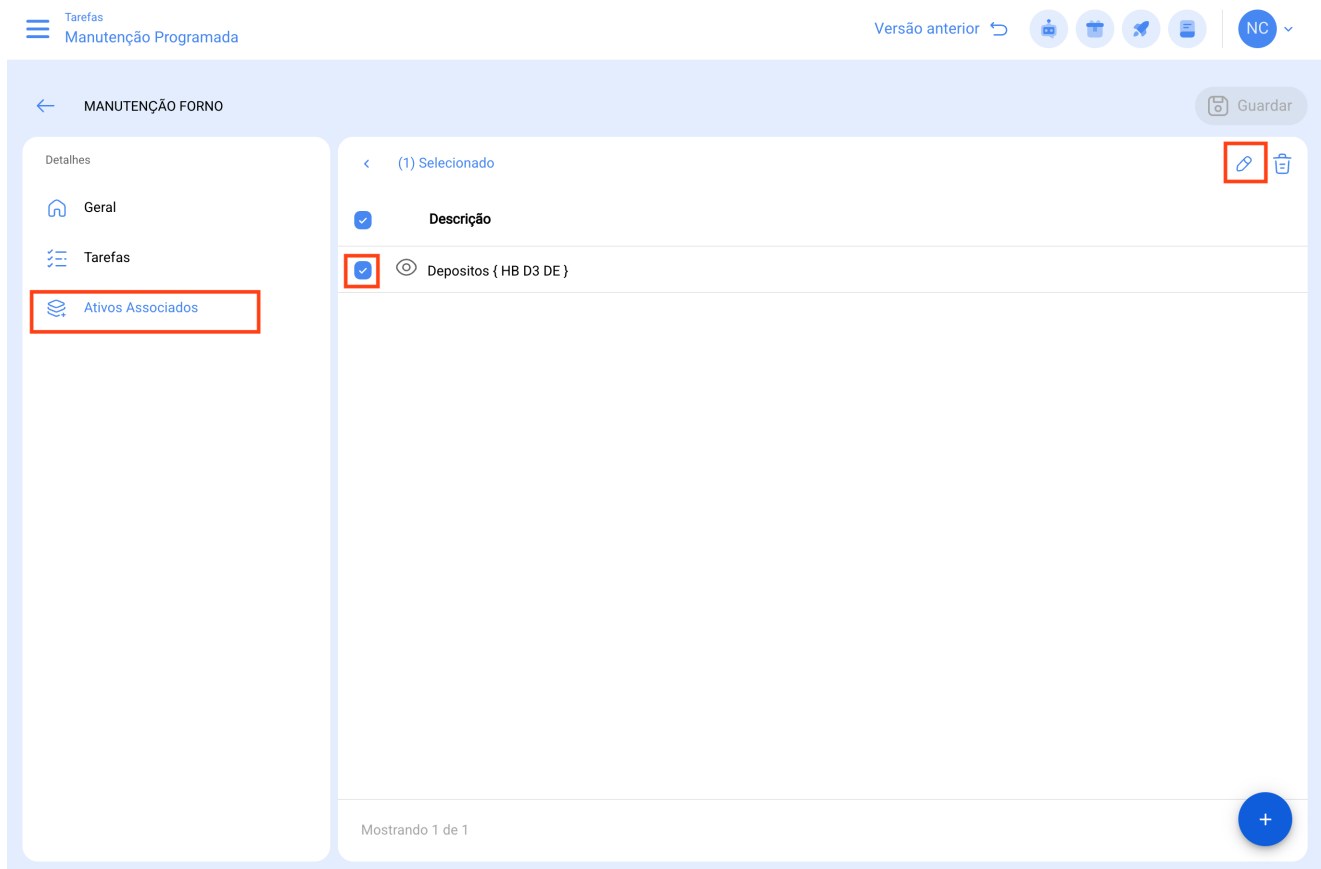 Tarefas
Manutenção Programada
Versão anterior
NC
MANUTENÇÃO FORNO
Guardar
Detalhes
Geral
Tarefas
Ativos Associados
(1) Selecionado
Descrição
Depositos { HB D3 DE }
Mostrando 1 de 1